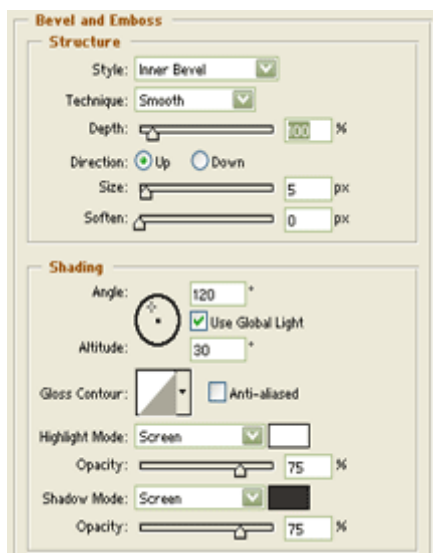 Bevel and Emboss
Structure
Style: Inner Bevel
Technique: Smooth
Depth: 100 %
Direction: Up Down
Size: 5 px
Soften: 0 px
Shading
Angle: 120 °
Use Global Light
Altitude: 30 °
Gloss Contour: Anti-aliased
Highlight Mode: Screen
Opacity: 75 %
Shadow Mode: Screen
Opacity: 75 %